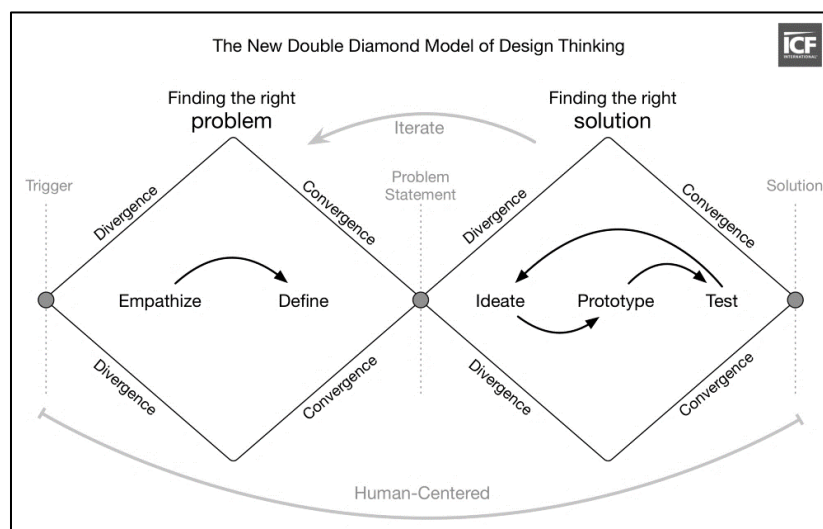 The New Double Diamond Model of Design Thinking
ICF
INTERNATIONAL
Finding the right
problem
Finding the right
solution
Iterate
Trigger
Problem
Statement
Solution
Divergence
Convergence
Divergence
Convergence
Empathize
Define
Ideate
Prototype
Test
Divergence
Convergence
Divergence
Convergence
Human-Centered